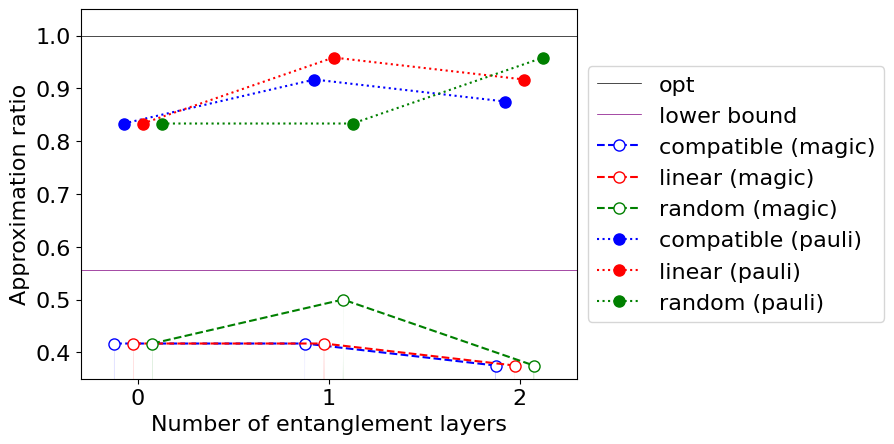 1.0
0.9
0.8
0.7
0.6
0.5
0.4
Approximation ratio
0
1
2
Number of entanglement layers
opt
lower bound
compatible (magic)
linear (magic)
random (magic)
compatible (pauli)
linear (pauli)
random (pauli)